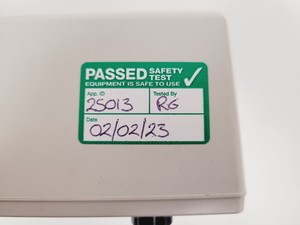 PASSED SAFETY TEST
EQUIPMENT IS SAFE TO USE
App. ID Tested By
25013 RG
Date
02/02/23